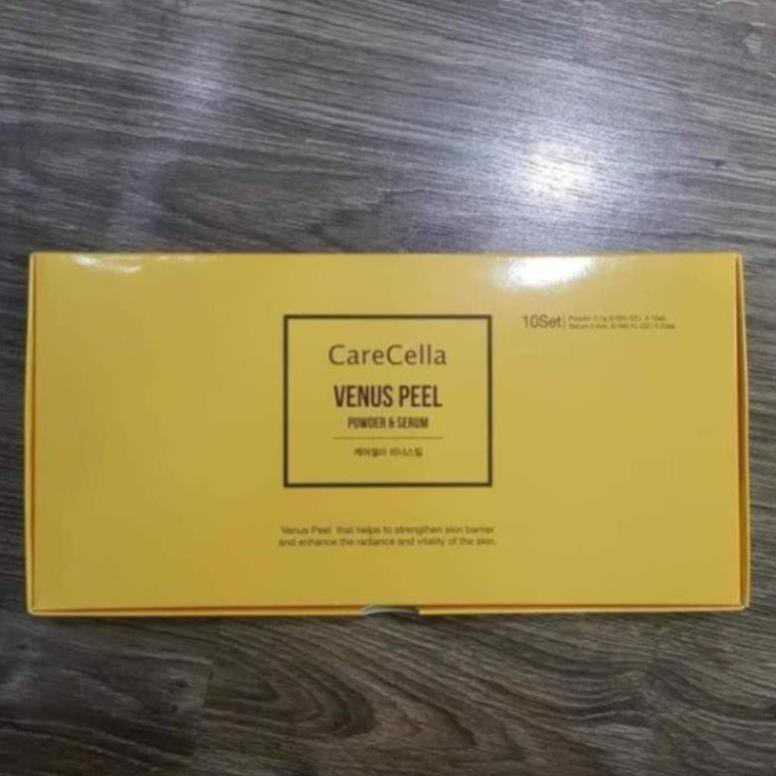 CareCella
VENUS PEEL
POWDER & SERUM
케어셀라 비너스필
10Set
Venus Peel that helps to strengthen skin barrier
and enhance the radiance and vitality of the skin.